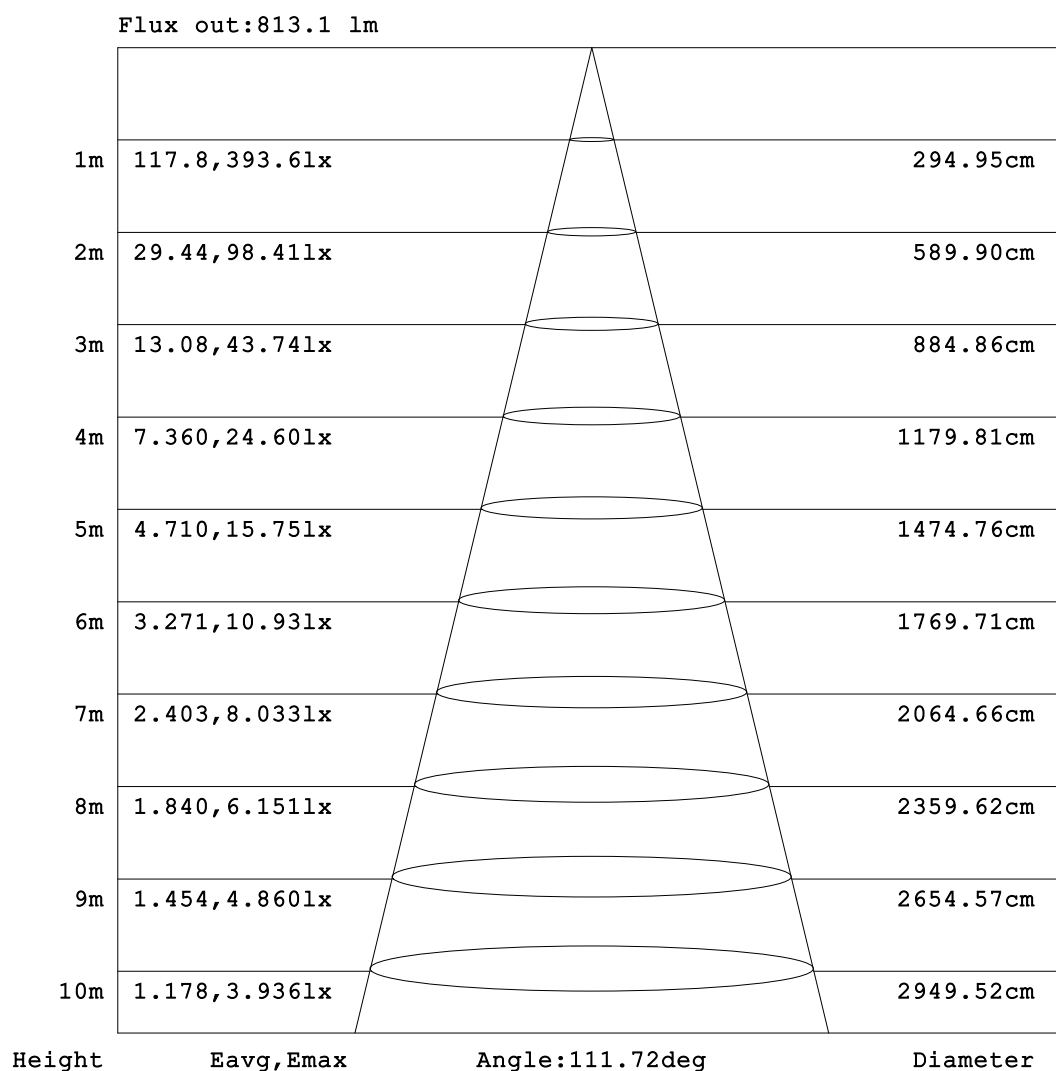 Flux out:813.1 lm
1m 117.8,393.6lx 294.95cm
2m 29.44,98.41lx 589.90cm
3m 13.08,43.74lx 884.86cm
4m 7.360,24.60lx 1179.81cm
5m 4.710,15.75lx 1474.76cm
6m 3.271,10.93lx 1769.71cm
7m 2.403,8.033lx 2064.66cm
8m 1.840,6.151lx 2359.62cm
9m 1.454,4.860lx 2654.57cm
10m 1.178,3.936lx 2949.52cm
Height Eavg,Emax Angle:111.72deg Diameter